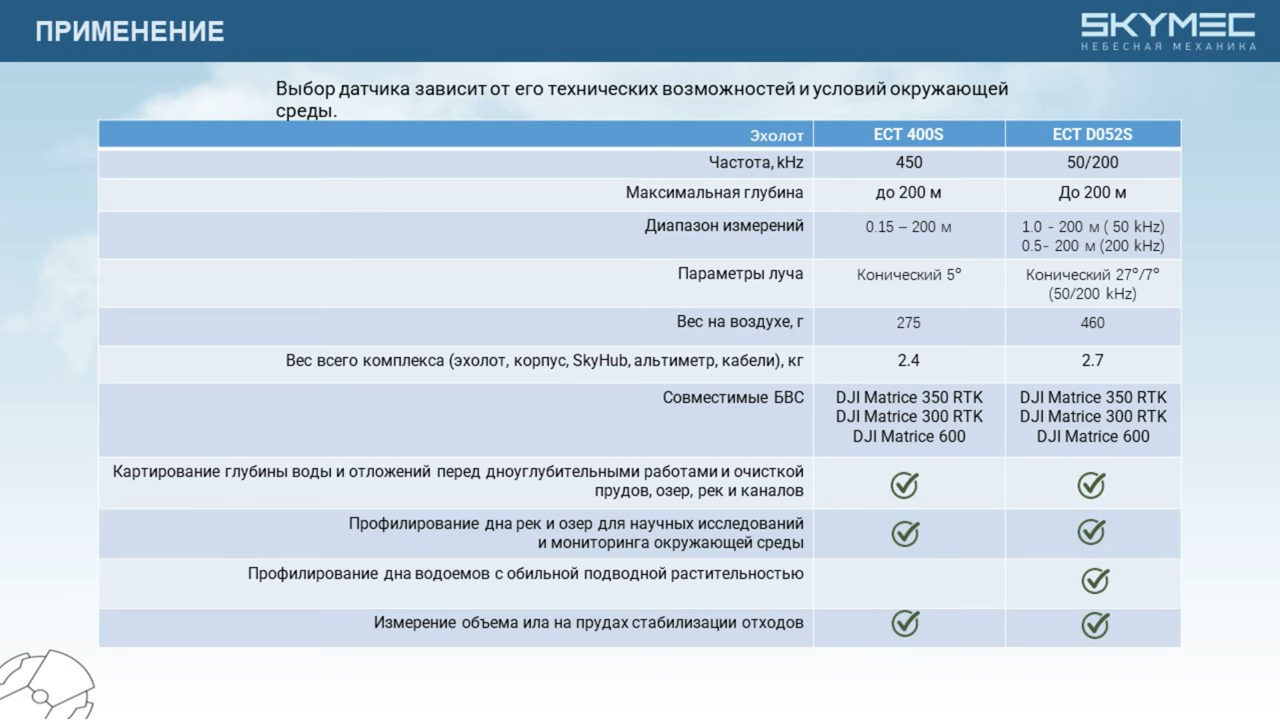 ПРИМЕНЕНИЕ
SKYMEC
НЕБЕСНАЯ МЕХАНИКА
Выбор датчика зависит от его технических возможностей и условий окружающей
среды.
Эхолот ECT 400S ECT D052S
Частота, kHz 450 50/200
Максимальная глубина до 200 м До 200 м
Диапазон измерений 0.15 – 200 м 1.0 - 200 м ( 50 kHz)
0.5- 200 м (200 kHz)
Параметры луча Конический 5° Конический 27°/7°
(50/200 kHz)
Вес на воздухе, г 275 460
Вес всего комплекса (эхолот, корпус, SkyHub, альтиметр, кабели), кг 2.4 2.7
Совместимые БВС DJI Matrice 350 RTK DJI Matrice 350 RTK
DJI Matrice 300 RTK DJI Matrice 300 RTK
DJI Matrice 600 DJI Matrice 600
Картирование глубины воды и отложений перед дноуглубительными работами и очисткой
прудов, озер, рек и каналов
Профилирование дна рек и озер для научных исследований
и мониторинга окружающей среды
Профилирование дна водоемов с обильной подводной растительностью
Измерение объема ила на прудах стабилизации отходов